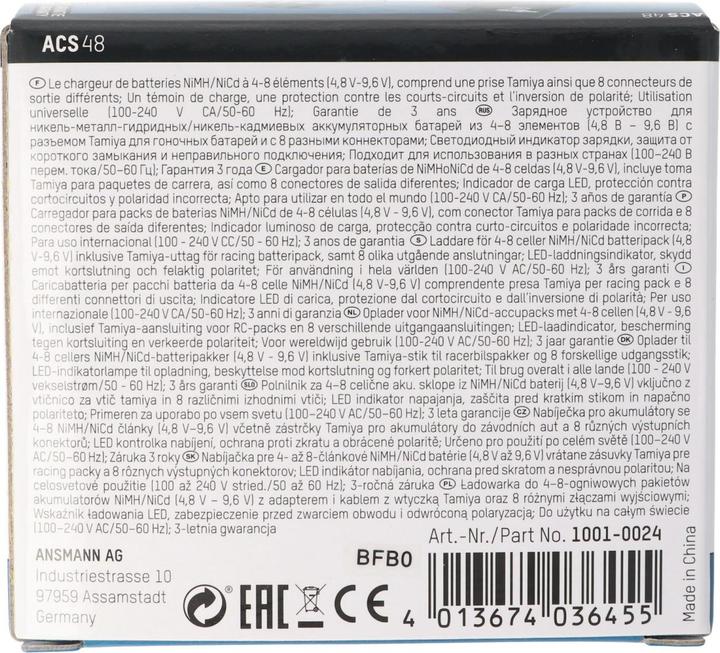 ACS 48
ACS 48
Ⓕ Le chargeur de batteries NiMH/NiCd à 4-8 éléments (4,8 V-9,6 V), comprend une prise Tamiya ainsi que 8 connecteurs de
sortie différents; Un témoin de charge, une protection contre les courts-circuits et l'inversion de polarité; Utilisation
universelle (100-240 V CA/50-60 Hz); Garantie de 3 ans RUS Зарядное устройство для
никель-металл-гидридных/никель-кадмиевых аккумуляторных батарей из 4-8 элементов (4,8 В – 9,6 В) с
разъемом Tamiya для гоночных батарей и с 8 разными коннекторами; Светодиодный индикатор зарядки, защита от
короткого замыкания и неправильного подключения; Подходит для использования в разных странах (100-240 В
перем. тока/50-60 Гц); Гарантия 3 года Ⓔ Cargador para baterías de NiMHoNiCd de 4-8 celdas (4,8 V-9,6 V), incluye toma
Tamiya para paquetes de carrera, así como 8 conectores de salida diferentes; Indicador de carga LED, protección contra
cortocircuitos y polaridad incorrecta; Apto para utilizar en todo el mundo (100-240 V CA/50-60 Hz); 3 años de garantía Ⓟ
Carregador para packs de baterias NiMH/NiCd de 4-8 células (4,8 V - 9,6 V), com conector Tamiya para packs de corrida e 8
conectores de saída diferentes; Indicador luminoso de carga, protecção contra curto-circuitos e polaridade incorrecta;
Para uso internacional (100 - 240 V CC/50 - 60 Hz); 3 anos de garantia Ⓢ Laddare för 4-8 celler NiMH/NiCd batteripack (4,8
V -9,6 V) inklusive Tamiya-uttag för racing batteripack, samt 8 olika utgående anslutningar; LED-laddningsindikator, skydd
emot kortslutning och felaktig polaritet; För användning i hela världen (100-240 V AC/50-60 Hz); 3 års garanti Ⓘ
Caricabatteria per pacchi batteria da 4-8 celle NiMH/NiCd (4,8 V -9,6 V) comprendente presa Tamiya per racing pack e 8
differenti connettori di uscita; Indicatore LED di carica, protezione dal cortocircuito e dall'inversione di polarità; Per uso
internazionale (100-240 V CA/50-60 Hz); 3 anni di garanzia NL Oplader voor NiMH/NiCd-accupacks met 4-8 cellen (4,8 V - 9,6
V), inclusief Tamiya-aansluiting voor RC-packs en 8 verschillende uitgangaansluitingen; LED-laadindicator, bescherming
tegen kortsluiting en verkeerde polariteit; Voor wereldwijd gebruik (100-240 V AC/50-60 Hz); 3 jaar garantie DK Oplader til
4-8 cellers NiMH/NiCd-batteripakker (4,8 V - 9,6 V) inklusive Tamiya-stik til racerbilspakker og 8 forskellige udgangsstik;
LED-indikatorlampe til opladning, beskyttelse mod kortslutning og forkert polaritet; Til brug overalt i alle lande (100 - 240 V
vekselstrøm/50 - 60 Hz); 3 års garanti SLO Polnilnik za 4-8 celične aku. sklope iz NiMH/NiCd baterij (4,8 V-9,6 V) vključno z
vtičnico za vtič tamiya in 8 različnimi izhodnimi vtiči; LED indikator napajanja, zaščita pred kratkim stikom in napačno
polariteto; Primeren za uporabo po vsem svetu (100-240 V AC/50-60 Hz); 3 leta garancije CZ Nabíječka pro akumulátory se
4-8 NiMH/NiCd články (4,8 V-9,6 V) včetně zástrčky Tamiya pro akumulátory do závodních aut a 8 různých výstupních
konektorů; LED kontrolka nabíjení, ochrana proti zkratu a obrácené polaritě; Určeno pro použití po celém světě (100-240 V
AC/50-60 Hz); Záruka 3 roky SK Nabíjačka pre 4- až 8-článkové NiMH/NiCd batérie (4,8 V až 9,6 V) vrátane zásuvky Tamiya pre
racing packy a 8 rôznych výstupných konektorov; LED indikátor nabíjania, ochrana pred skratom a nesprávnou polaritou; Na
celosvetové použitie (100 až 240 V stried./50 až 60 Hz); 3-ročná záruka PL Ładowarka do 4-8-ogniwowych pakietów
akumulatorów NiMH/NiCd (4,8 V – 9,6 V) z adapterem i kablem z wtyczką Tamiya oraz 8 różnymi złączami wyjściowymi;
Wskaźnik ładowania LED, zabezpieczenie przed zwarciem obwodu i odwróconą polaryzacją; Do użytku na całym świecie
(100-240 V AC/50-60 Hz); 3-letnia gwarancja
Art.-Nr./Part No. 1001-0024
ANSMANN AG
Industriestrasse 10
97959 Assamstadt
Germany
BFB0
EAC CE
4 013674 036455
Made in China